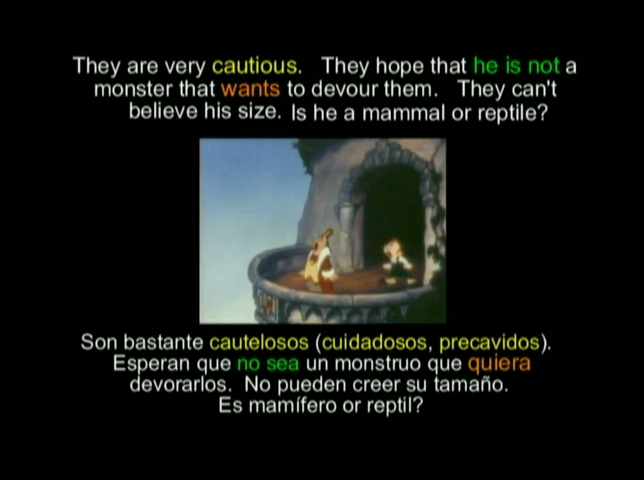 They are very cautious. They hope that he is not a
monster that wants to devour them. They can't
believe his size. Is he a mammal or reptile?
Son bastante cautelosos (cuidadosos, precavidos).
Esperan que no sea un monstruo que quiera
devorarlos. No pueden creer su tamaño.
Es mamífero or reptil?